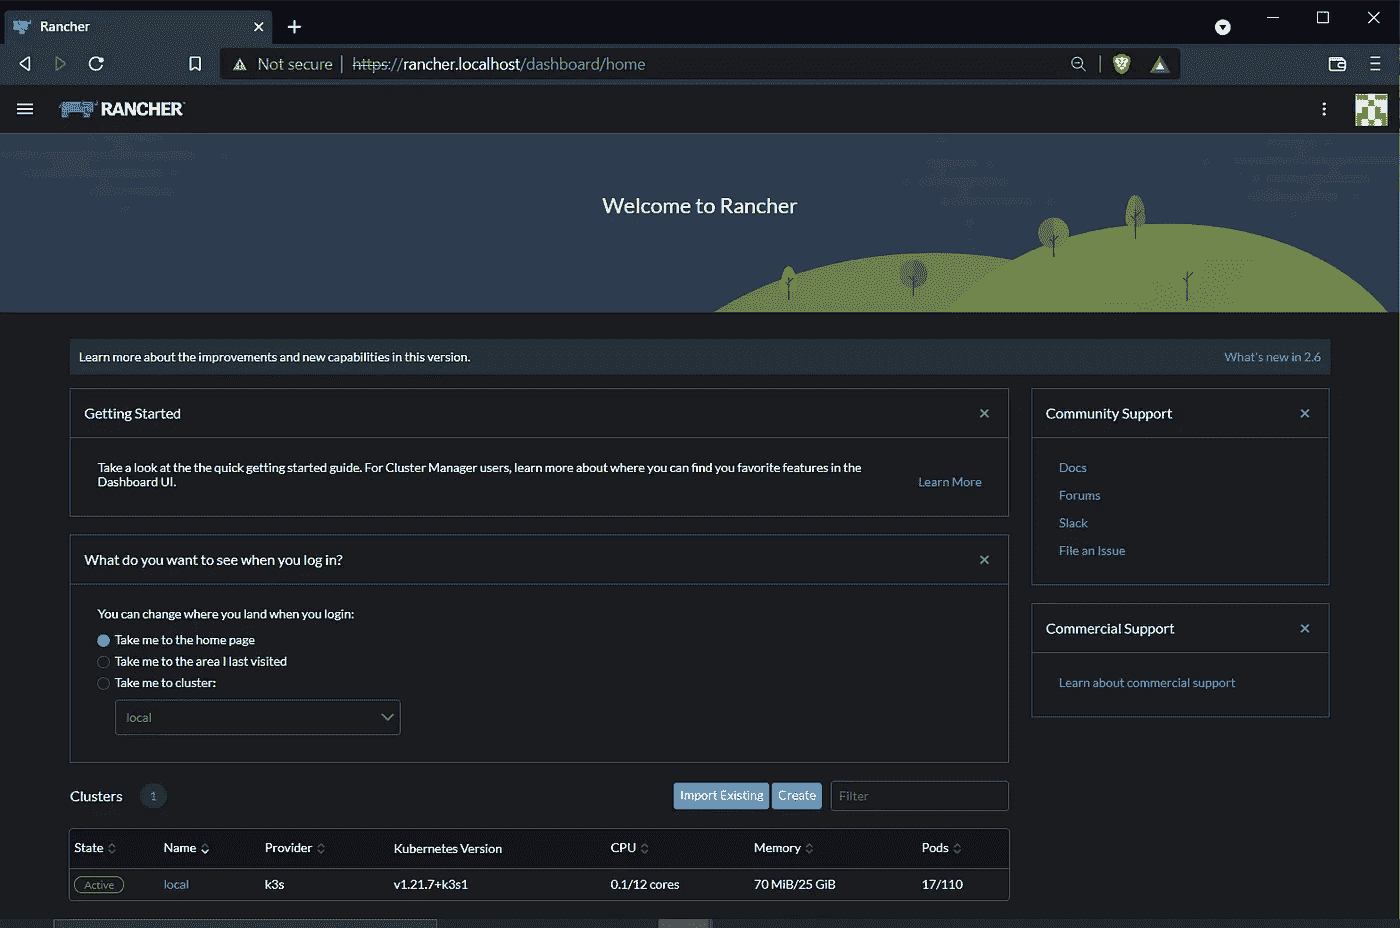 Rancher
Not secure | https://rancher.localhost/dashboard/home
RANCHER
Welcome to Rancher
Learn more about the improvements and new capabilities in this version.
What's new in 2.6
Getting Started
Take a look at the the quick getting started guide. For Cluster Manager users, learn more about where you can find you favorite features in the
Dashboard UI.
Learn More
Community Support
Docs
Forums
Slack
File an Issue
What do you want to see when you log in?
You can change where you land when you login:
Take me to the home page
Take me to the area I last visited
Take me to cluster:
local
Commercial Support
Learn about commercial support
Clusters 1
Import Existing Create Filter
State Name Provider Kubernetes Version CPU Memory Pods
Active local k3s v1.21.7+k3s1 0.1/12 cores 70 MiB/25 GiB 17/110